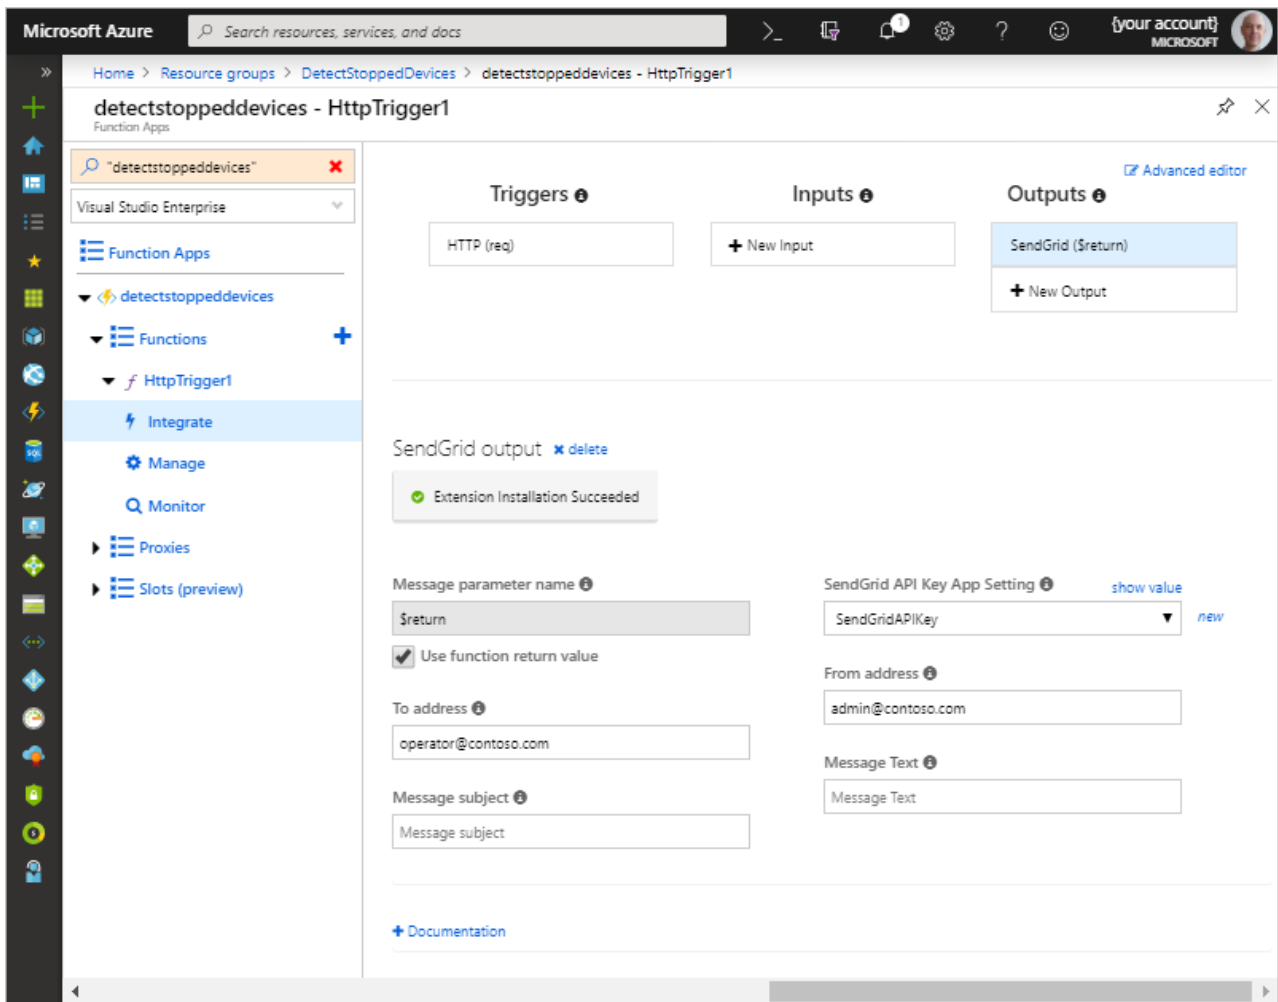 Microsoft Azure
Search resources, services, and docs
1
{your account}
MICROSOFT
Home > Resource groups > DetectStoppedDevices > detectstoppeddevices - HttpTrigger1
detectstoppeddevices - HttpTrigger1
Function Apps
"detectstoppeddevices"
Visual Studio Enterprise
Function Apps
detectstoppeddevices
Functions
HttpTrigger1
Integrate
Manage
Monitor
Proxies
Slots (preview)
Advanced editor
Triggers
Inputs
Outputs
HTTP (req)
New Input
SendGrid ($return)
New Output
SendGrid output delete
Extension Installation Succeeded
Message parameter name
$return
Use function return value
To address
operator@contoso.com
Message subject
Message subject
SendGrid API Key App Setting
show value
SendGridAPIKey
new
From address
admin@contoso.com
Message Text
Message Text
Documentation